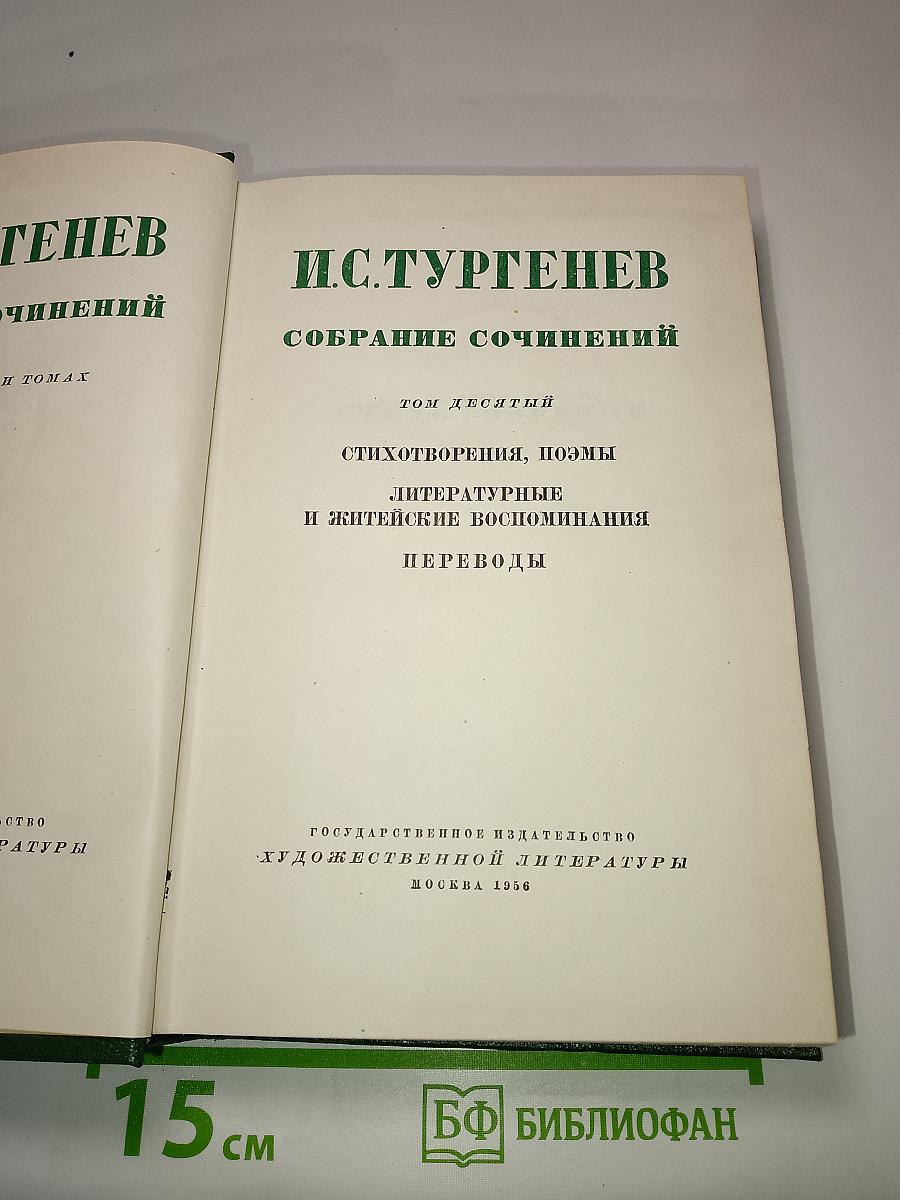 ГЕНЕВ
ОЧИНЕНИЙ
И ТОМАХ
ЬСТВО
РАТУРЫ
И.С.ТУРГЕНЕВ
СОБРАНИЕ СОЧИНЕНИЙ
ТОМ ДЕСЯТЫЙ
СТИХОТВОРЕНИЯ, ПОЭМЫ
ЛИТЕРАТУРНЫЕ
И ЖИТЕЙСКИЕ ВОСПОМИНАНИЯ
ПЕРЕВОДЫ
ГОСУДАРСТВЕННОЕ ИЗДАТЕЛЬСТВО
ХУДОЖЕСТВЕННОЙ ЛИТЕРАТУРЫ
МОСКВА 1956
15 см
БФ БИБЛИОФАН